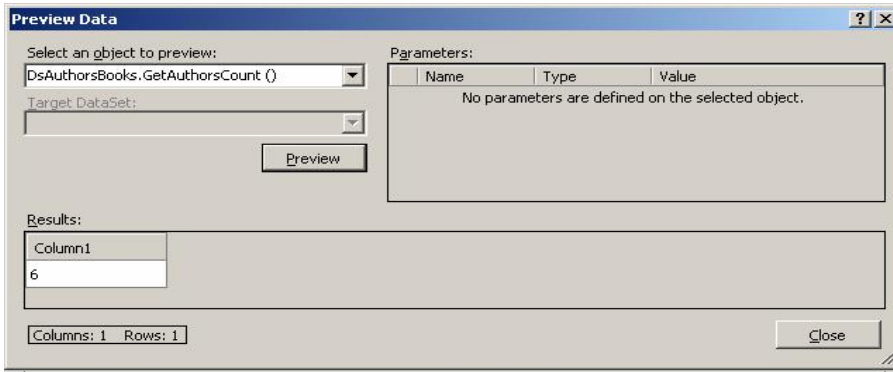 Preview Data
Select an object to preview:
DsAuthorsBooks.GetAuthorsCount ()
Target DataSet:
Preview
Parameters:
Name Type Value
No parameters are defined on the selected object.
Results:
Column1
6
Columns: 1 Rows: 1
Close